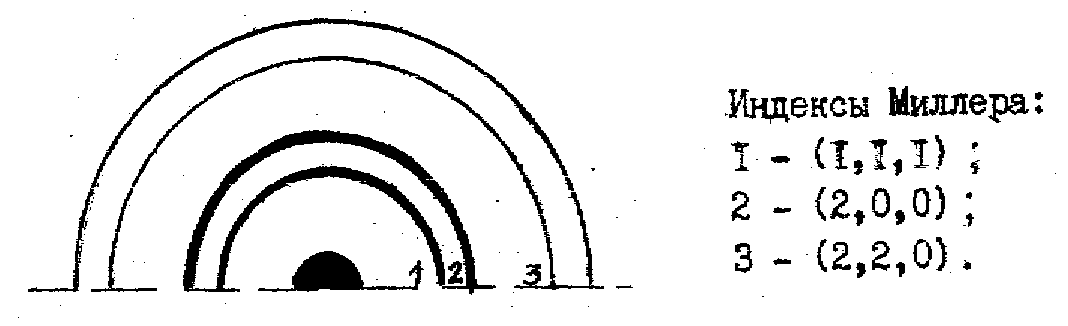 1 2 3
Индексы Миллера:
I - (I,I,I) ;
2 - (2,0,0) ;
3 - (2,2,0) .